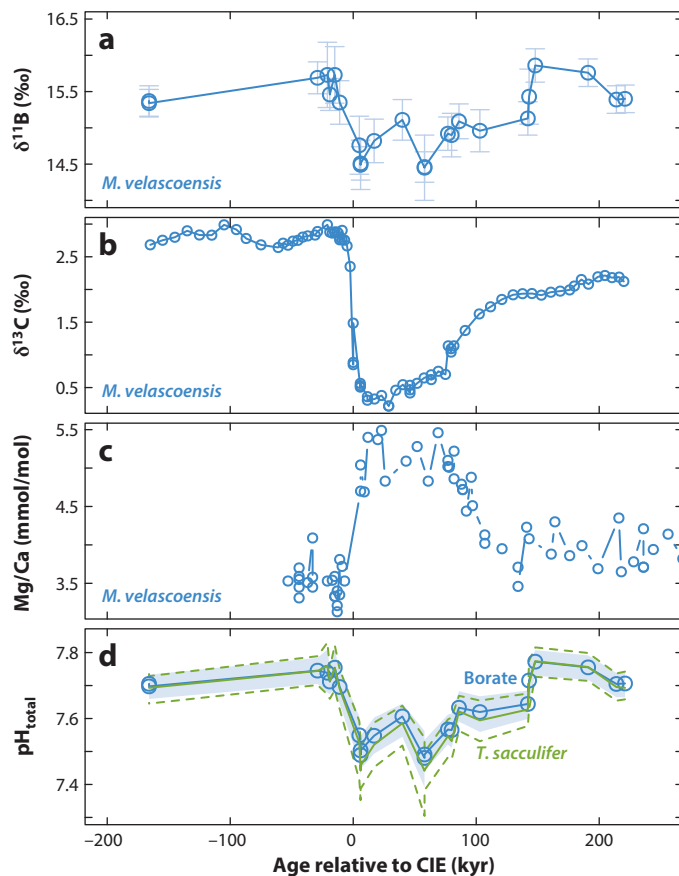 16.5
a
15.5
14.5
δ¹¹B (‰)
M. velascoensis
b
2.5
1.5
0.5
δ¹³C (‰)
M. velascoensis
5.5
c
4.5
3.5
Mg/Ca (mmol/mol)
M. velascoensis
7.8
d
7.6
7.4
pHtotal
Borate
T. sacculifer
−200 −100 0 100 200
Age relative to CIE (kyr)